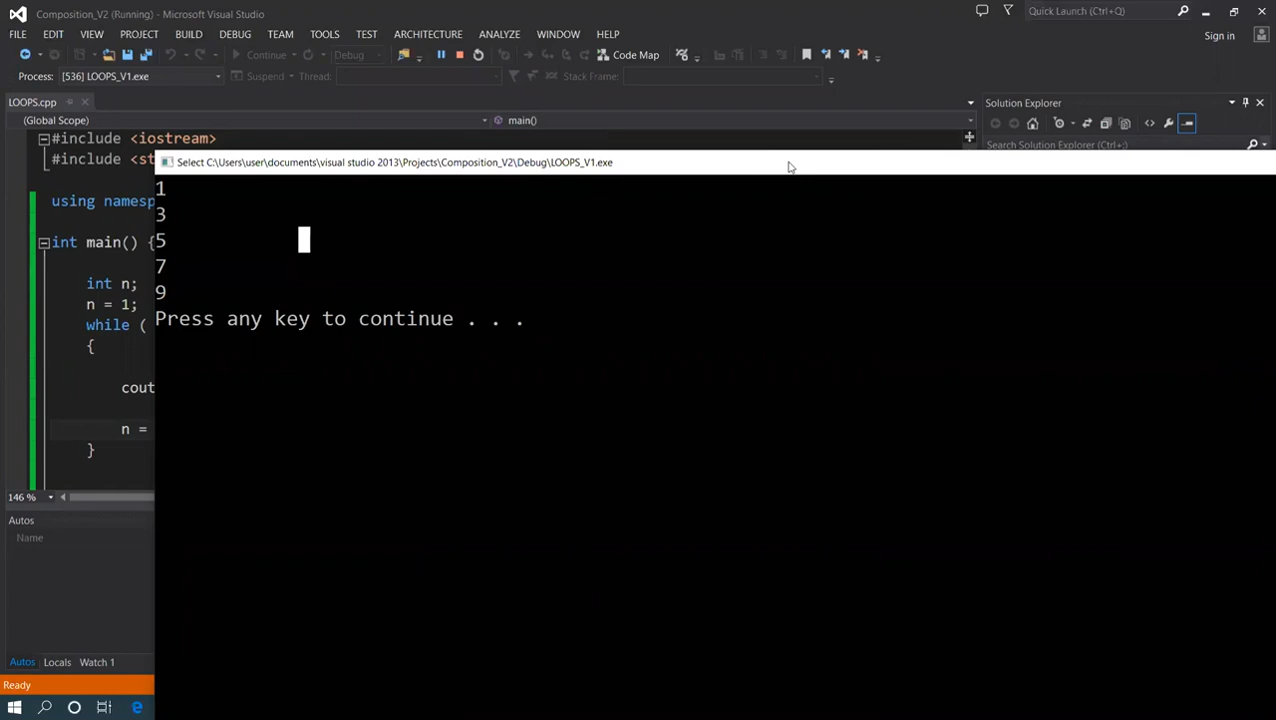 Composition_V2 (Running) - Microsoft Visual Studio
Quick Launch (Ctrl+Q)
FILE EDIT VIEW PROJECT BUILD DEBUG TEAM TOOLS TEST ARCHITECTURE ANALYZE WINDOW HELP
Sign in
Continue Debug Code Map
Process: [536] LOOPS_V1.exe Suspend Thread: Stack Frame:
LOOPS.cpp
Solution Explorer
(Global Scope) main()
Search Solution Explorer (Ctrl+;)
#include <iostream>
#include <st
Select C:\Users\user\documents\visual studio 2013\Projects\Composition_V2\Debug\LOOPS_V1.exe
1
3
5
7
9
Press any key to continue . . .
using namesp
int main() {
int n;
n = 1;
while (
{
cout
n =
}
146 %
Autos
Name
Autos Locals Watch 1
Ready